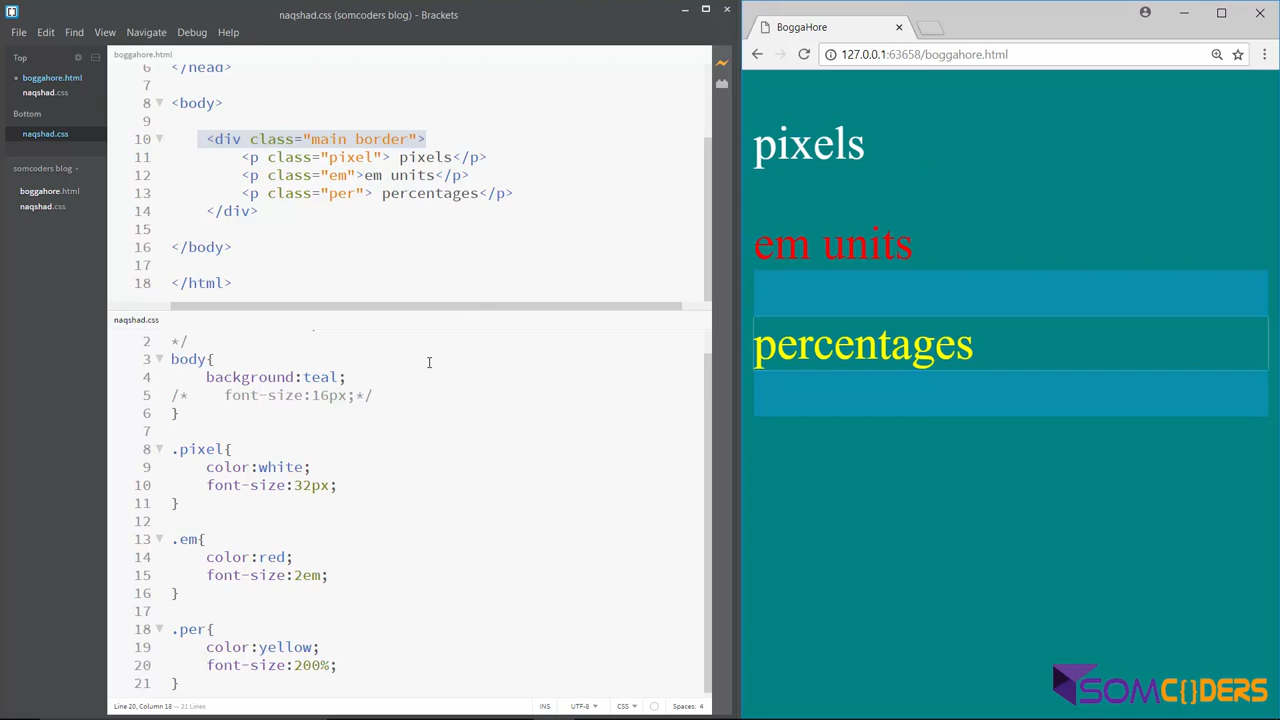 naqshad.css (somcoders blog) - Brackets
File Edit Find View Navigate Debug Help
Top
boggahore.html
naqshad.css
Bottom
naqshad.css
somcoders blog
boggahore.html
naqshad.css
boggahore.html
6 </head>
7
8 <body>
9
10 <div class="main border">
11 <p class="pixel"> pixels</p>
12 <p class="em">em units</p>
13 <p class="per"> percentages</p>
14 </div>
15
16 </body>
17
18 </html>
naqshad.css
2 */
3 body{
4 background:teal;
5 /* font-size:16px;*/
6 }
7
8 .pixel{
9 color:white;
10 font-size:32px;
11 }
12
13 .em{
14 color:red;
15 font-size:2em;
16 }
17
18 .per{
19 color:yellow;
20 font-size:200%;
21 }
Line 20, Column 18 — 21 Lines
INS UTF-8 CSS Spaces: 4
BoggaHore
127.0.0.1:63658/boggahore.html
pixels
em units
percentages
SOMC{}DERS